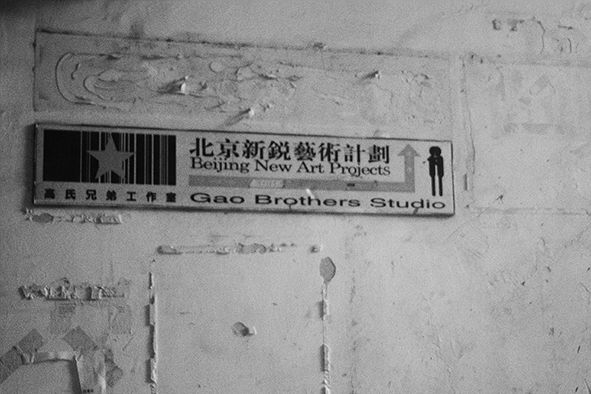 北京新銳藝術計劃
Beijing New Art Projects
高氏兄弟工作室 Gao Brothers Studio